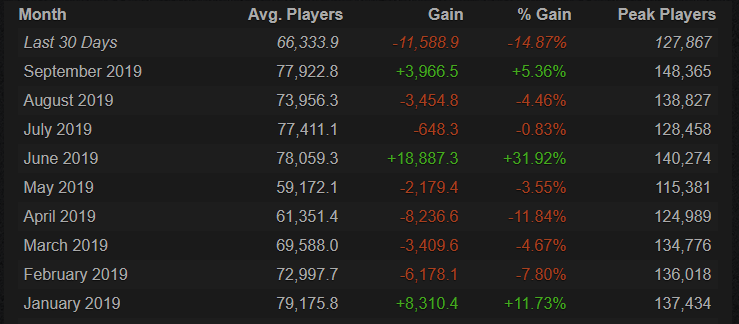 Month Avg. Players Gain % Gain Peak Players
Last 30 Days 66,333.9 -11,588.9 -14.87% 127,867
September 2019 77,922.8 +3,966.5 +5.36% 148,365
August 2019 73,956.3 -3,454.8 -4.46% 138,827
July 2019 77,411.1 -648.3 -0.83% 128,458
June 2019 78,059.3 +18,887.3 +31.92% 140,274
May 2019 59,172.1 -2,179.4 -3.55% 115,381
April 2019 61,351.4 -8,236.6 -11.84% 124,989
March 2019 69,588.0 -3,409.6 -4.67% 134,776
February 2019 72,997.7 -6,178.1 -7.80% 136,018
January 2019 79,175.8 +8,310.4 +11.73% 137,434